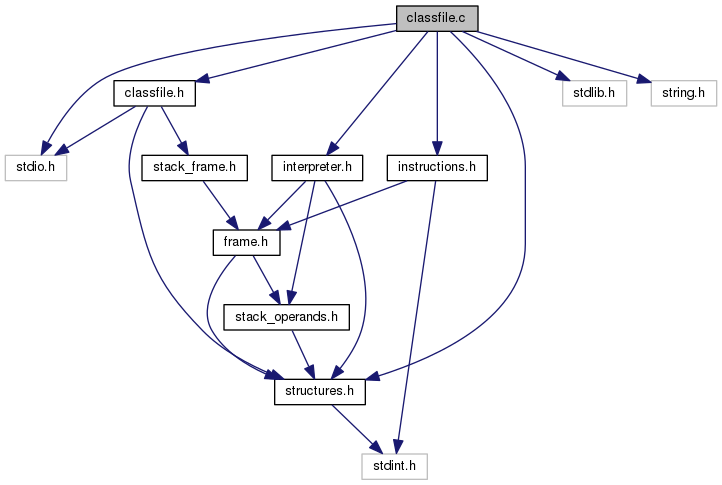 classfile.c
classfile.h
stdlib.h
string.h
stdio.h
stack_frame.h
interpreter.h
instructions.h
frame.h
stack_operands.h
structures.h
stdint.h